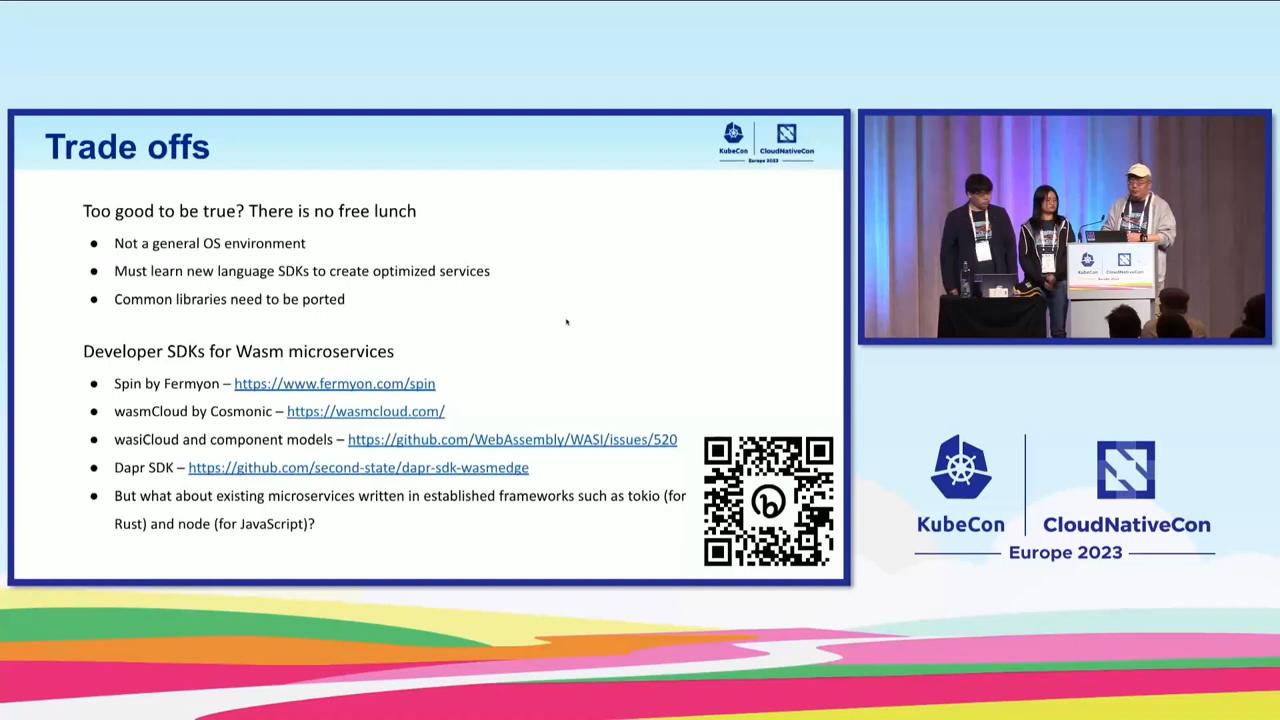 Trade offs
KubeCon
CloudNativeCon
Europe 2023
Too good to be true? There is no free lunch
● Not a general OS environment
● Must learn new language SDKs to create optimized services
● Common libraries need to be ported
Developer SDKs for Wasm microservices
● Spin by Fermyon – https://www.fermyon.com/spin
● wasmCloud by Cosmonic – https://wasmcloud.com/
● wasiCloud and component models – https://github.com/WebAssembly/WASI/issues/520
● Dapr SDK – https://github.com/second-state/dapr-sdk-wasmedge
● But what about existing microservices written in established frameworks such as tokio (for
Rust) and node (for JavaScript)?
b
KubeCon
CloudNativeCon
KubeCon
CloudNativeCon
Europe 2023